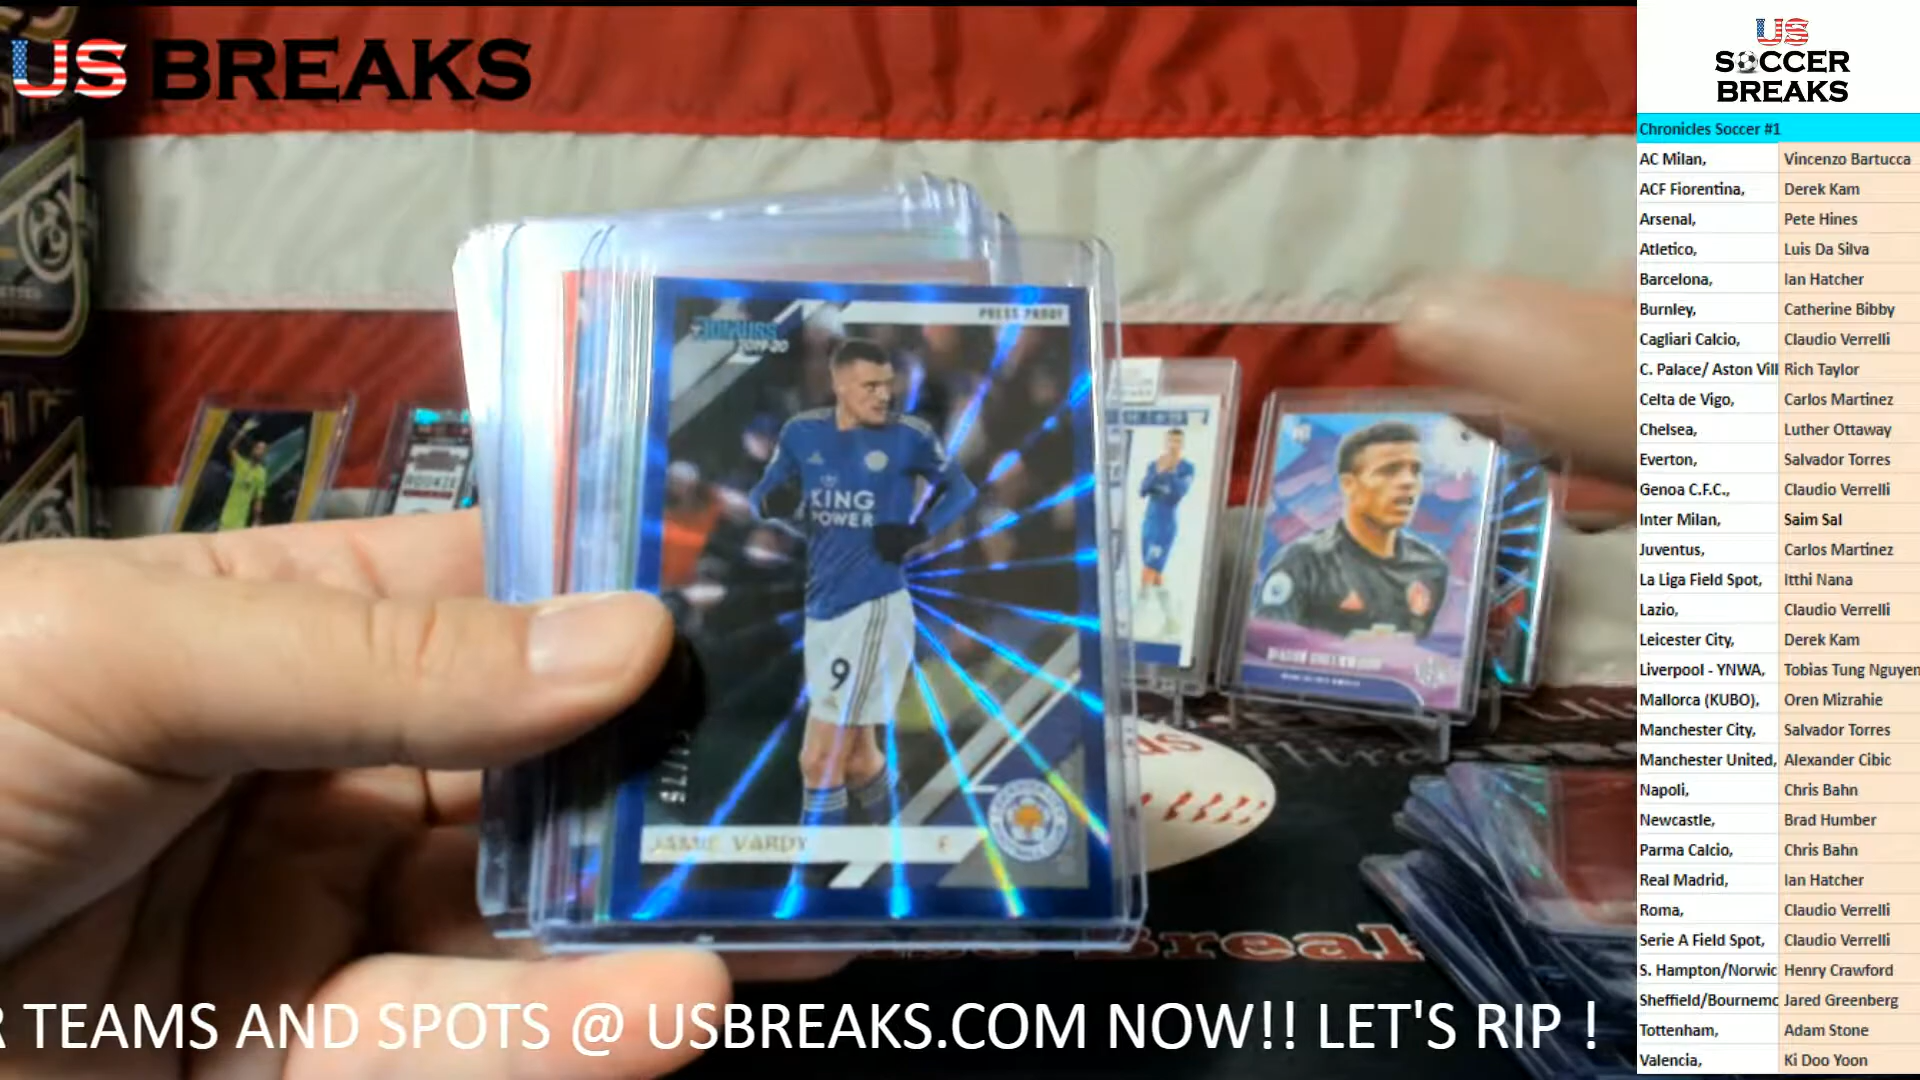 US BREAKS
US
SOCCER
BREAKS
Chronicles Soccer #1
AC Milan, Vincenzo Bartucca
ACF Fiorentina, Derek Kam
Arsenal, Pete Hines
Atletico, Luis Da Silva
Barcelona, Ian Hatcher
Burnley, Catherine Bibby
Cagliari Calcio, Claudio Verrelli
C. Palace/ Aston Vill Rich Taylor
Celta de Vigo, Carlos Martinez
Chelsea, Luther Ottaway
Everton, Salvador Torres
Genoa C.F.C., Claudio Verrelli
Inter Milan, Saim Sal
Juventus, Carlos Martinez
La Liga Field Spot, Itthi Nana
Lazio, Claudio Verrelli
Leicester City, Derek Kam
Liverpool - YNWA, Tobias Tung Nguyen
Mallorca (KUBO), Oren Mizrahie
Manchester City, Salvador Torres
Manchester United, Alexander Cibic
Napoli, Chris Bahn
Newcastle, Brad Humber
Parma Calcio, Chris Bahn
Real Madrid, Ian Hatcher
Roma, Claudio Verrelli
Serie A Field Spot, Claudio Verrelli
S. Hampton/Norwic Henry Crawford
Sheffield/Bournemo Jared Greenberg
Tottenham, Adam Stone
Valencia, Ki Doo Yoon
PRESS PROOF
DONRUSS
2019-20
KING
POWER
9
JAMIE VARDY F
ROOKIE
Break
R TEAMS AND SPOTS @ USBREAKS.COM NOW!! LET'S RIP !